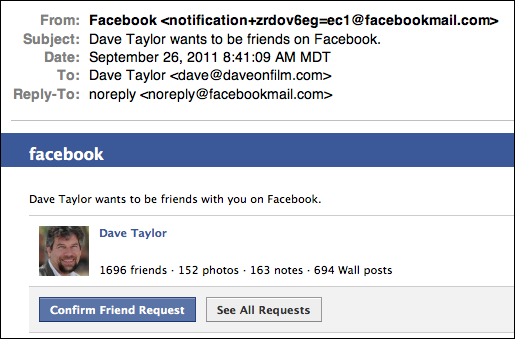 From: Facebook <notification+zrdov6eg=ec1@facebookmail.com>
Subject: Dave Taylor wants to be friends on Facebook.
Date: September 26, 2011 8:41:09 AM MDT
To: Dave Taylor <dave@daveonfilm.com>
Reply-To: noreply <noreply@facebookmail.com>
facebook
Dave Taylor wants to be friends with you on Facebook.
Dave Taylor
1696 friends · 152 photos · 163 notes · 694 Wall posts
Confirm Friend Request See All Requests